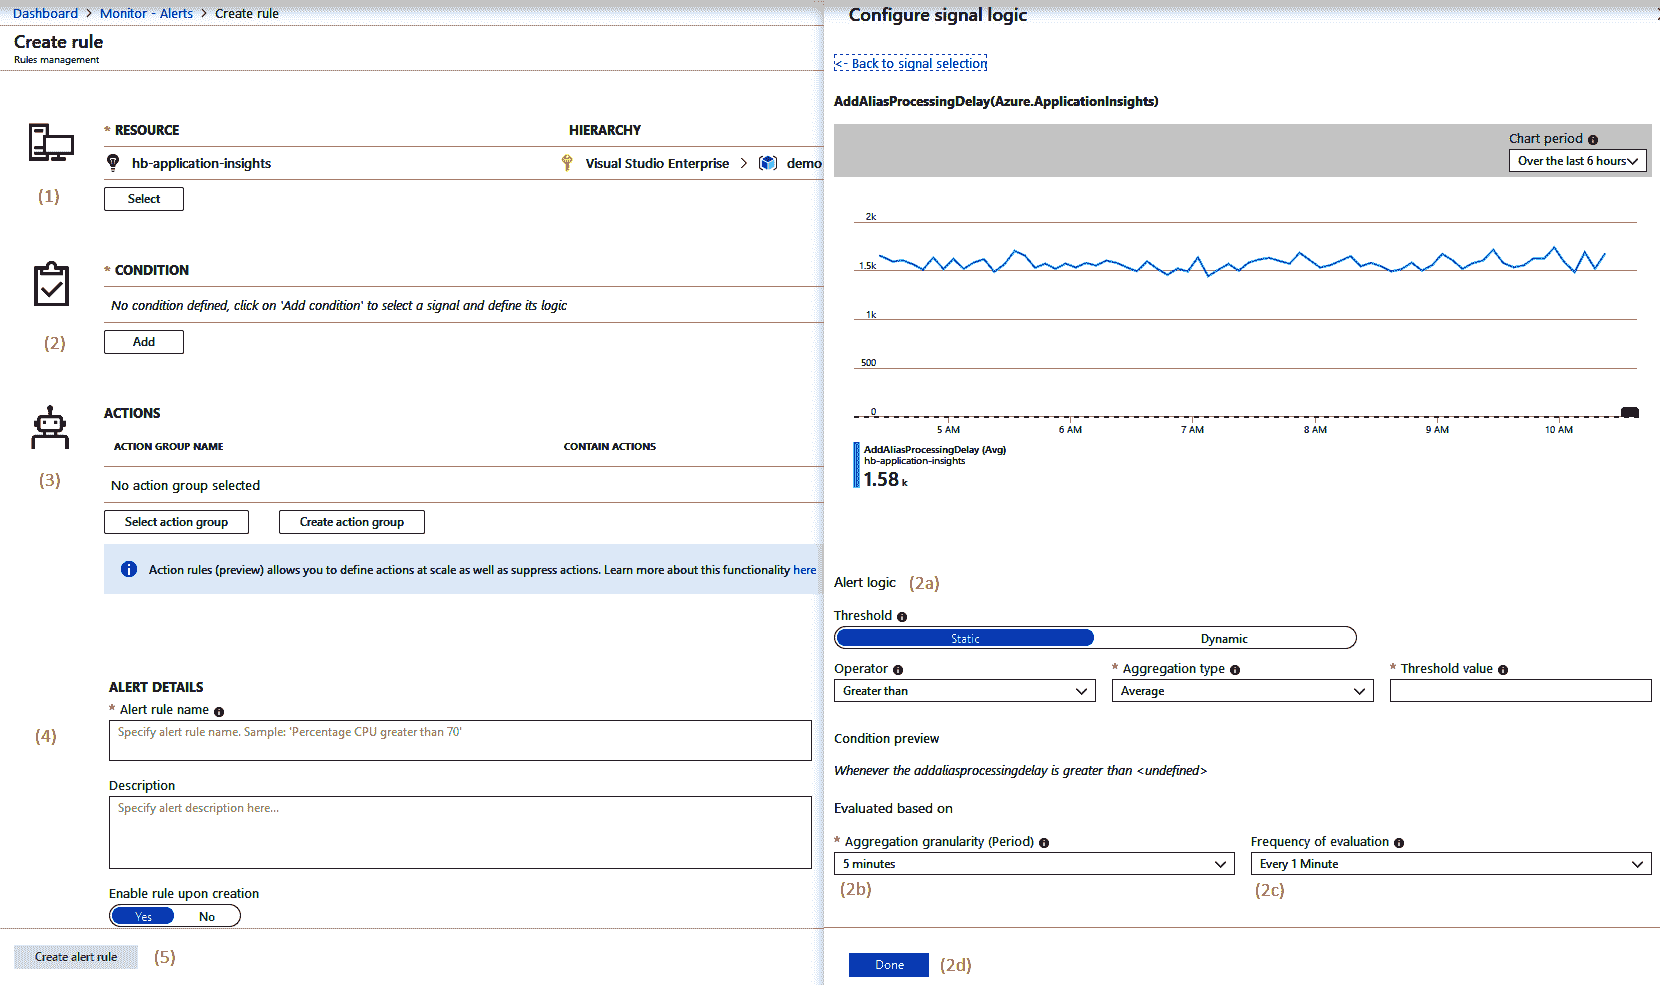 Dashboard > Monitor - Alerts > Create rule
Create rule
Rules management
* RESOURCE HIERARCHY
hb-application-insights Visual Studio Enterprise > demo
(1)
Select
* CONDITION
No condition defined, click on 'Add condition' to select a signal and define its logic
(2)
Add
ACTIONS
ACTION GROUP NAME CONTAIN ACTIONS
(3)
No action group selected
Select action group Create action group
Action rules (preview) allows you to define actions at scale as well as suppress actions. Learn more about this functionality here
ALERT DETAILS
* Alert rule name
(4)
Specify alert rule name. Sample: 'Percentage CPU greater than 70'
Description
Specify alert description here...
Enable rule upon creation
Yes No
Create alert rule (5)
Configure signal logic
<- Back to signal selection
AddAliasProcessingDelay(Azure.ApplicationInsights)
Chart period
Over the last 6 hours
2k
1.5k
1k
500
0
5 AM 6 AM 7 AM 8 AM 9 AM 10 AM
AddAliasProcessingDelay (Avg)
hb-application-insights
1.58 k
Alert logic (2a)
Threshold
Static Dynamic
Operator * Aggregation type * Threshold value
Greater than Average
Condition preview
Whenever the addaliasprocessingdelay is greater than <undefined>
Evaluated based on
* Aggregation granularity (Period) Frequency of evaluation
5 minutes Every 1 Minute
(2b) (2c)
Done (2d)